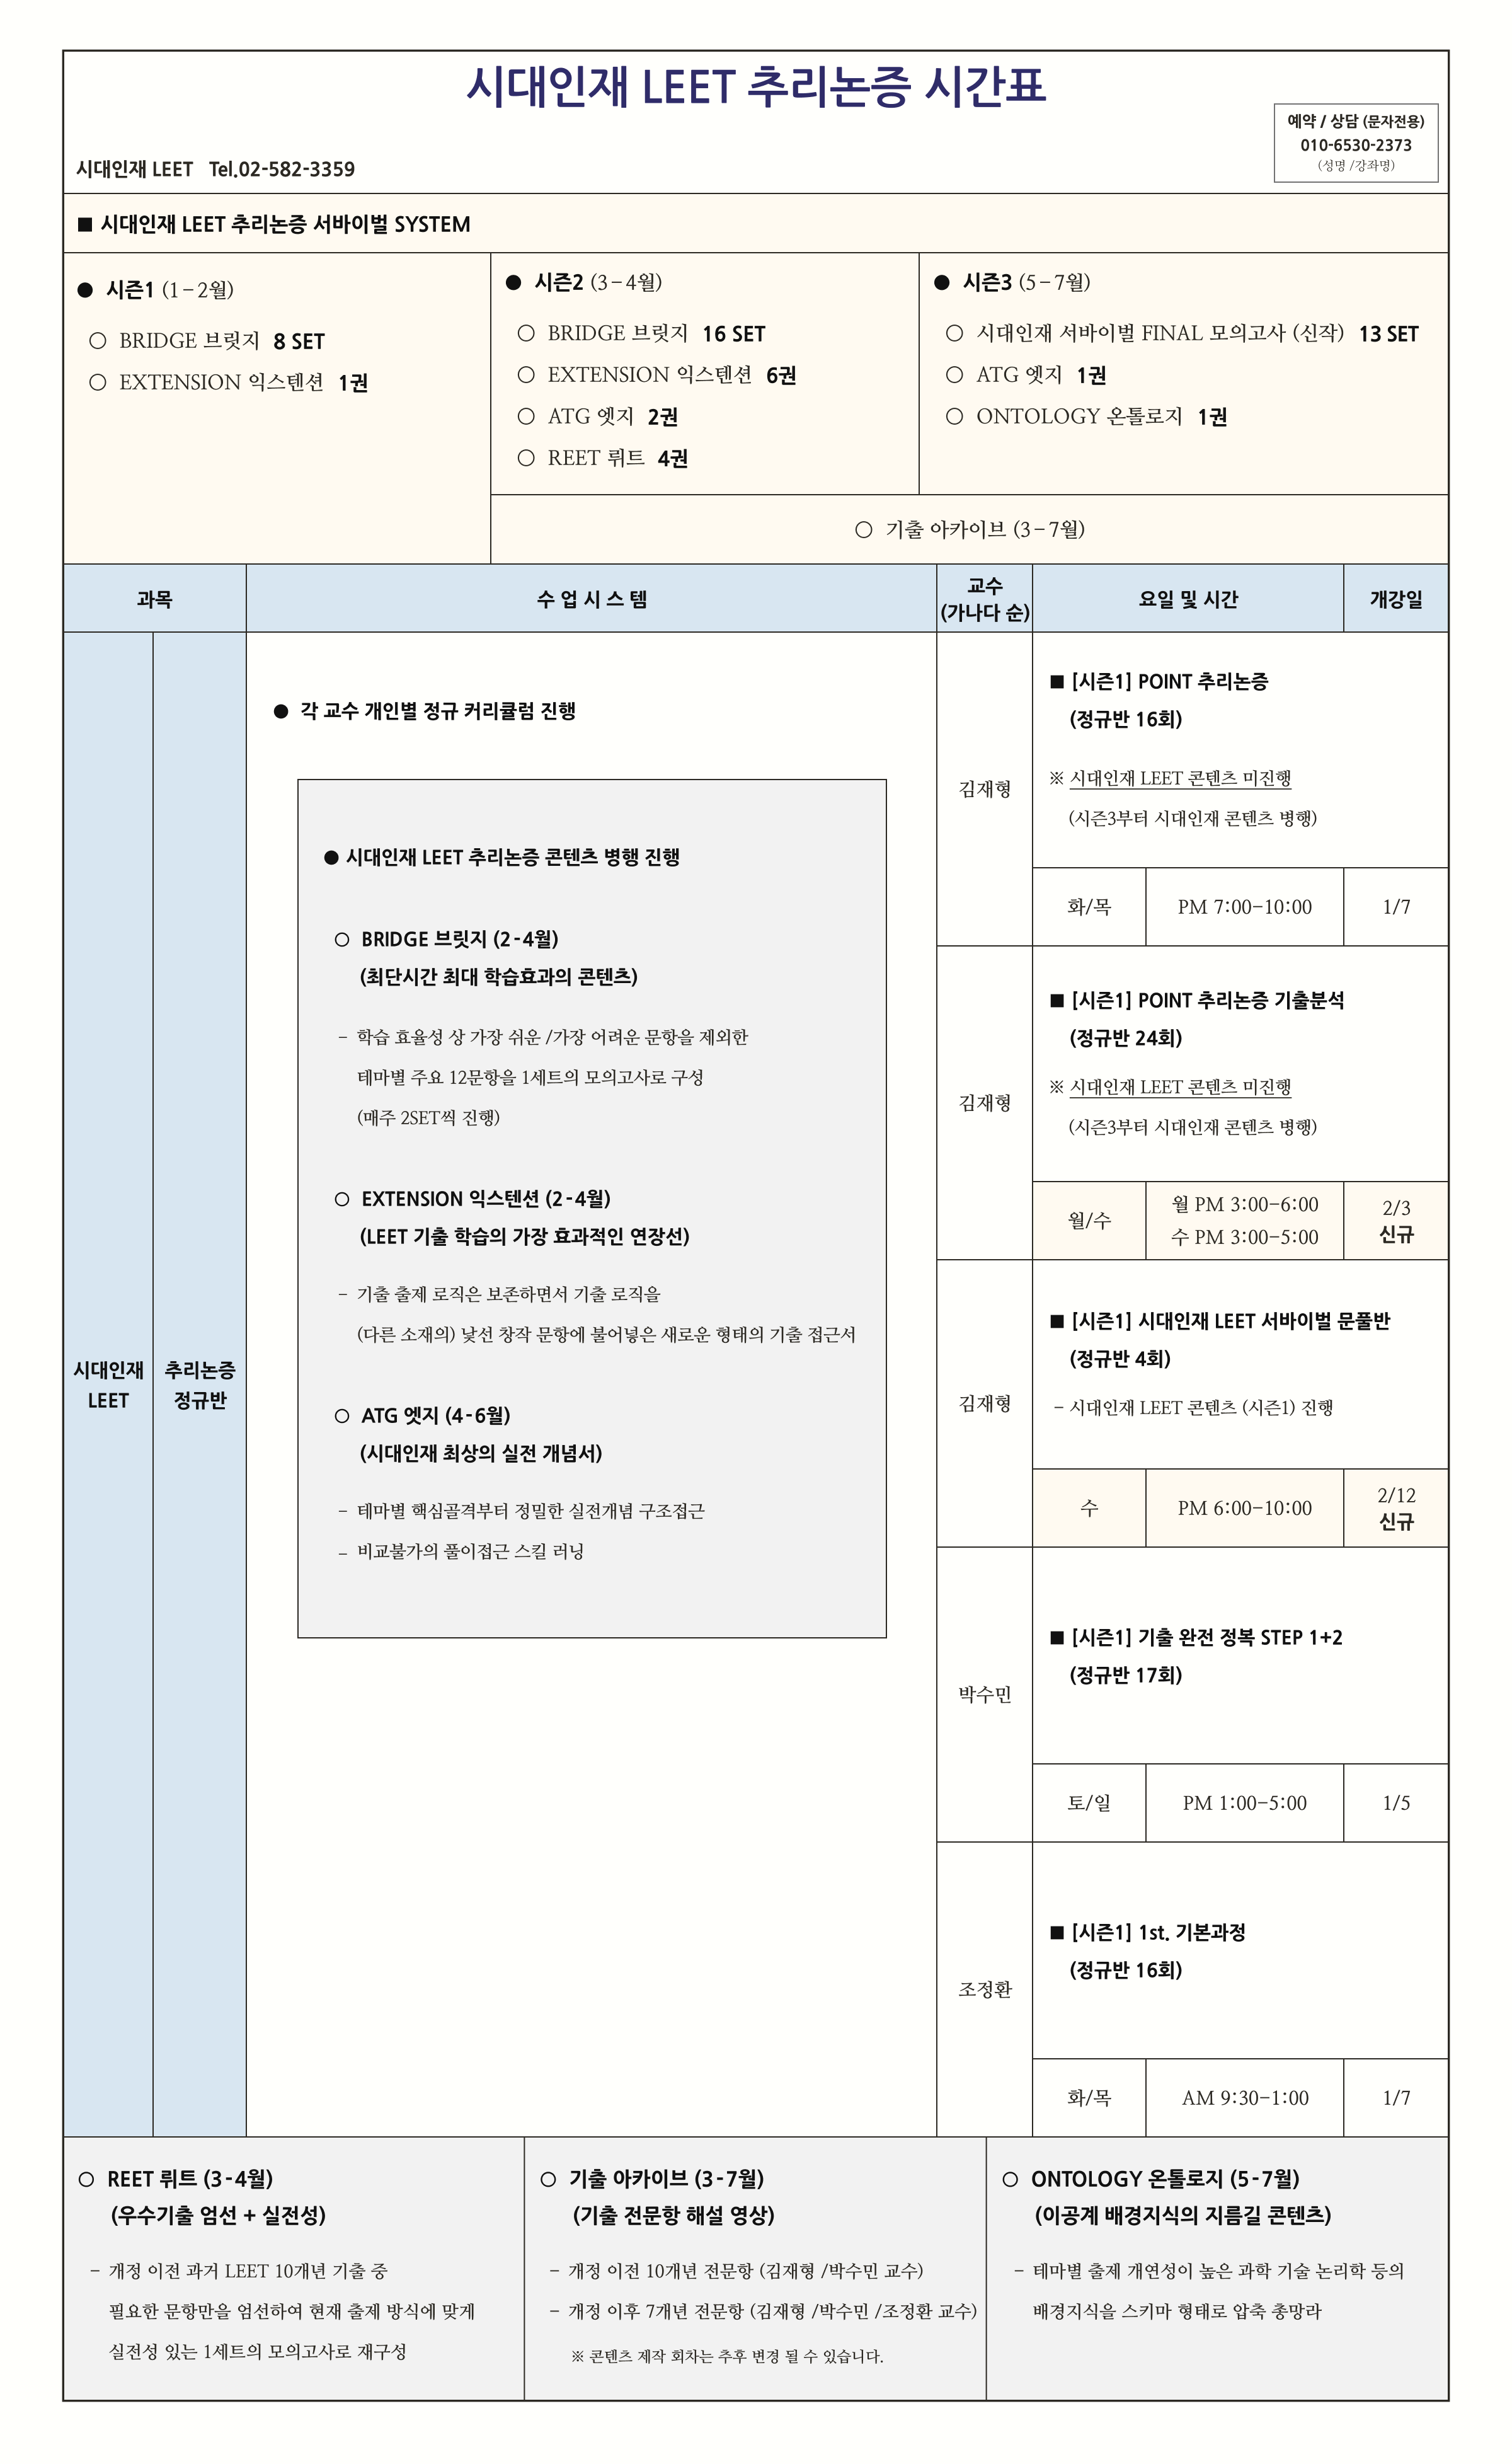 시대인재 LEET 추리논증 시간표
예약 / 상담 (문자전용)
010-6530-2373
(성명 /강좌명)
시대인재 LEET Tel.02-582-3359
■ 시대인재 LEET 추리논증 서바이벌 SYSTEM
● 시즌1 (1-2월)
○ BRIDGE 브릿지 8 SET
○ EXTENSION 익스텐션 1권
● 시즌2 (3-4월)
○ BRIDGE 브릿지 16 SET
○ EXTENSION 익스텐션 6권
○ ATG 엣지 2권
○ REET 뤼트 4권
● 시즌3 (5-7월)
○ 시대인재 서바이벌 FINAL 모의고사 (신작) 13 SET
○ ATG 엣지 1권
○ ONTOLOGY 온톨로지 1권
○ 기출 아카이브 (3-7월)
과목
수 업 시 스 템
교수
(가나다 순)
요일 및 시간
개강일
시대인재
LEET
추리논증
정규반
● 각 교수 개인별 정규 커리큘럼 진행
● 시대인재 LEET 추리논증 콘텐츠 병행 진행
○ BRIDGE 브릿지 (2-4월)
(최단시간 최대 학습효과의 콘텐츠)
- 학습 효율성 상 가장 쉬운 /가장 어려운 문항을 제외한
테마별 주요 12문항을 1세트의 모의고사로 구성
(매주 2SET씩 진행)
○ EXTENSION 익스텐션 (2-4월)
(LEET 기출 학습의 가장 효과적인 연장선)
- 기출 출제 로직은 보존하면서 기출 로직을
(다른 소재의) 낯선 창작 문항에 불어넣은 새로운 형태의 기출 접근서
○ ATG 엣지 (4-6월)
(시대인재 최상의 실전 개념서)
- 테마별 핵심골격부터 정밀한 실전개념 구조접근
- 비교불가의 풀이접근 스킬 러닝
김재형
■ [시즌1] POINT 추리논증
(정규반 16회)
※ 시대인재 LEET 콘텐츠 미진행
(시즌3부터 시대인재 콘텐츠 병행)
화/목
PM 7:00-10:00
1/7
김재형
■ [시즌1] POINT 추리논증 기출분석
(정규반 24회)
※ 시대인재 LEET 콘텐츠 미진행
(시즌3부터 시대인재 콘텐츠 병행)
월/수
월 PM 3:00-6:00
수 PM 3:00-5:00
2/3
신규
김재형
■ [시즌1] 시대인재 LEET 서바이벌 문풀반
(정규반 4회)
- 시대인재 LEET 콘텐츠 (시즌1) 진행
수
PM 6:00-10:00
2/12
신규
박수민
■ [시즌1] 기출 완전 정복 STEP 1+2
(정규반 17회)
토/일
PM 1:00-5:00
1/5
조정환
■ [시즌1] 1st. 기본과정
(정규반 16회)
화/목
AM 9:30-1:00
1/7
○ REET 뤼트 (3-4월)
(우수기출 엄선 + 실전성)
- 개정 이전 과거 LEET 10개년 기출 중
필요한 문항만을 엄선하여 현재 출제 방식에 맞게
실전성 있는 1세트의 모의고사로 재구성
○ 기출 아카이브 (3-7월)
(기출 전문항 해설 영상)
- 개정 이전 10개년 전문항 (김재형 /박수민 교수)
- 개정 이후 7개년 전문항 (김재형 /박수민 /조정환 교수)
※ 콘텐츠 제작 회차는 추후 변경 될 수 있습니다.
○ ONTOLOGY 온톨로지 (5-7월)
(이공계 배경지식의 지름길 콘텐츠)
- 테마별 출제 개연성이 높은 과학 기술 논리학 등의
배경지식을 스키마 형태로 압축 총망라